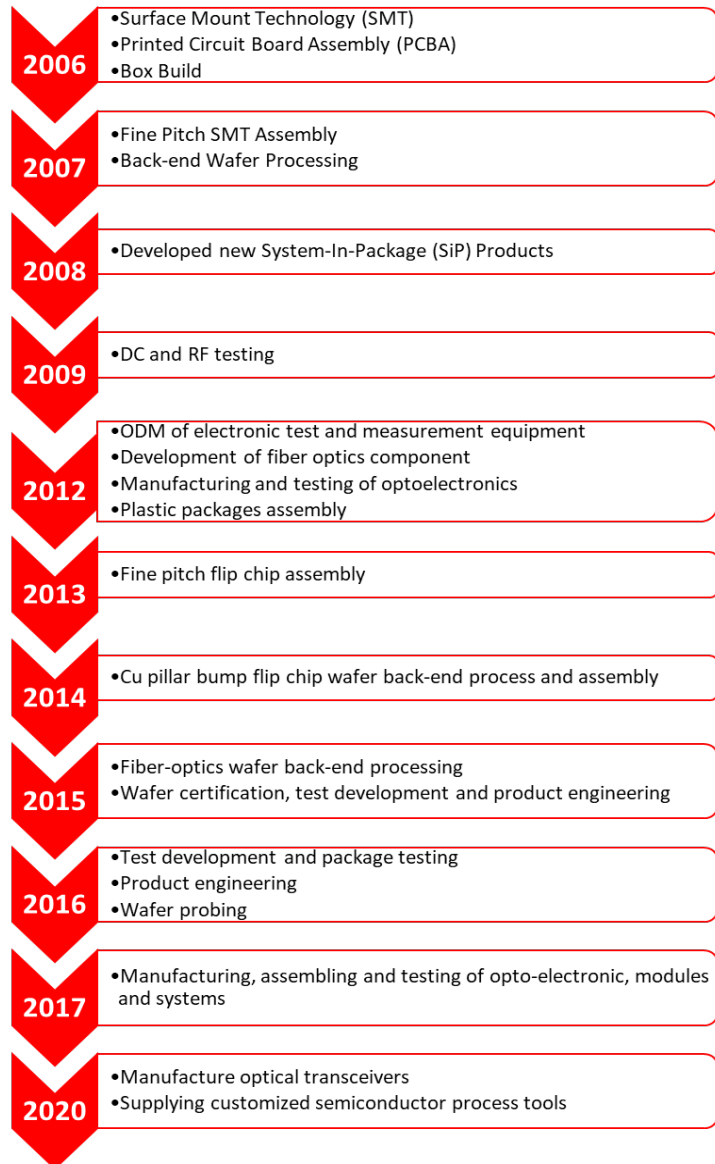 2006
•Surface Mount Technology (SMT)
•Printed Circuit Board Assembly (PCBA)
•Box Build
2007
•Fine Pitch SMT Assembly
•Back-end Wafer Processing
2008
•Developed new System-In-Package (SiP) Products
2009
•DC and RF testing
2012
•ODM of electronic test and measurement equipment
•Development of fiber optics component
•Manufacturing and testing of optoelectronics
•Plastic packages assembly
2013
•Fine pitch flip chip assembly
2014
•Cu pillar bump flip chip wafer back-end process and assembly
2015
•Fiber-optics wafer back-end processing
•Wafer certification, test development and product engineering
2016
•Test development and package testing
•Product engineering
•Wafer probing
2017
•Manufacturing, assembling and testing of opto-electronic, modules
and systems
2020
•Manufacture optical transceivers
•Supplying customized semiconductor process tools